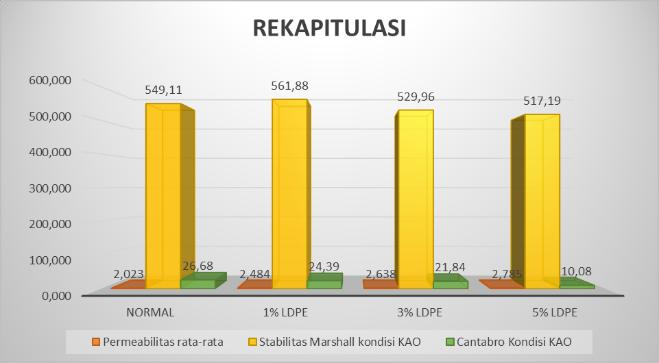 REKAPITULASI
600,000
500,000
400,000
300,000
200,000
100,000
0,000
549,11
561,88
529,96
517,19
2,023
26,68
2,484
24,39
2,638
21,84
2,785
10,08
NORMAL
1% LDPE
3% LDPE
5% LDPE
Permeabilitas rata-rata
Stabilitas Marshall kondisi KAO
Cantabro Kondisi KAO